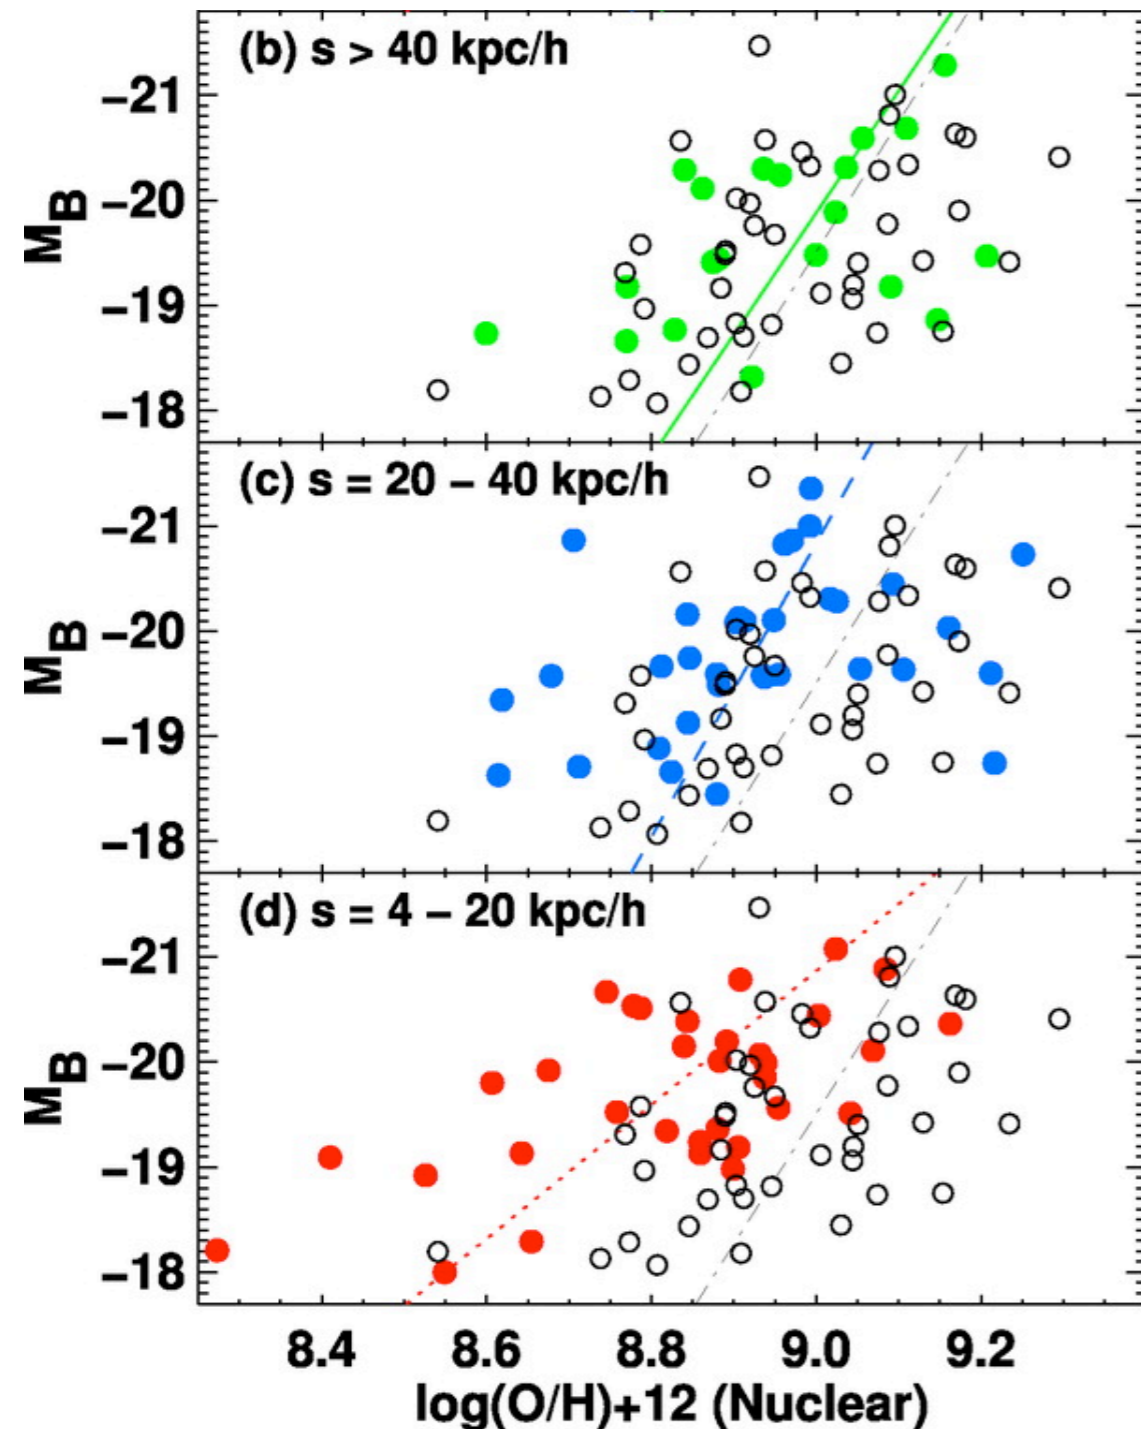 (b) s > 40 kpc/h
−21
−20
−19
−18
M_B
(c) s = 20 − 40 kpc/h
−21
−20
−19
−18
M_B
(d) s = 4 − 20 kpc/h
−21
−20
−19
−18
M_B
8.4 8.6 8.8 9.0 9.2
log(O/H)+12 (Nuclear)